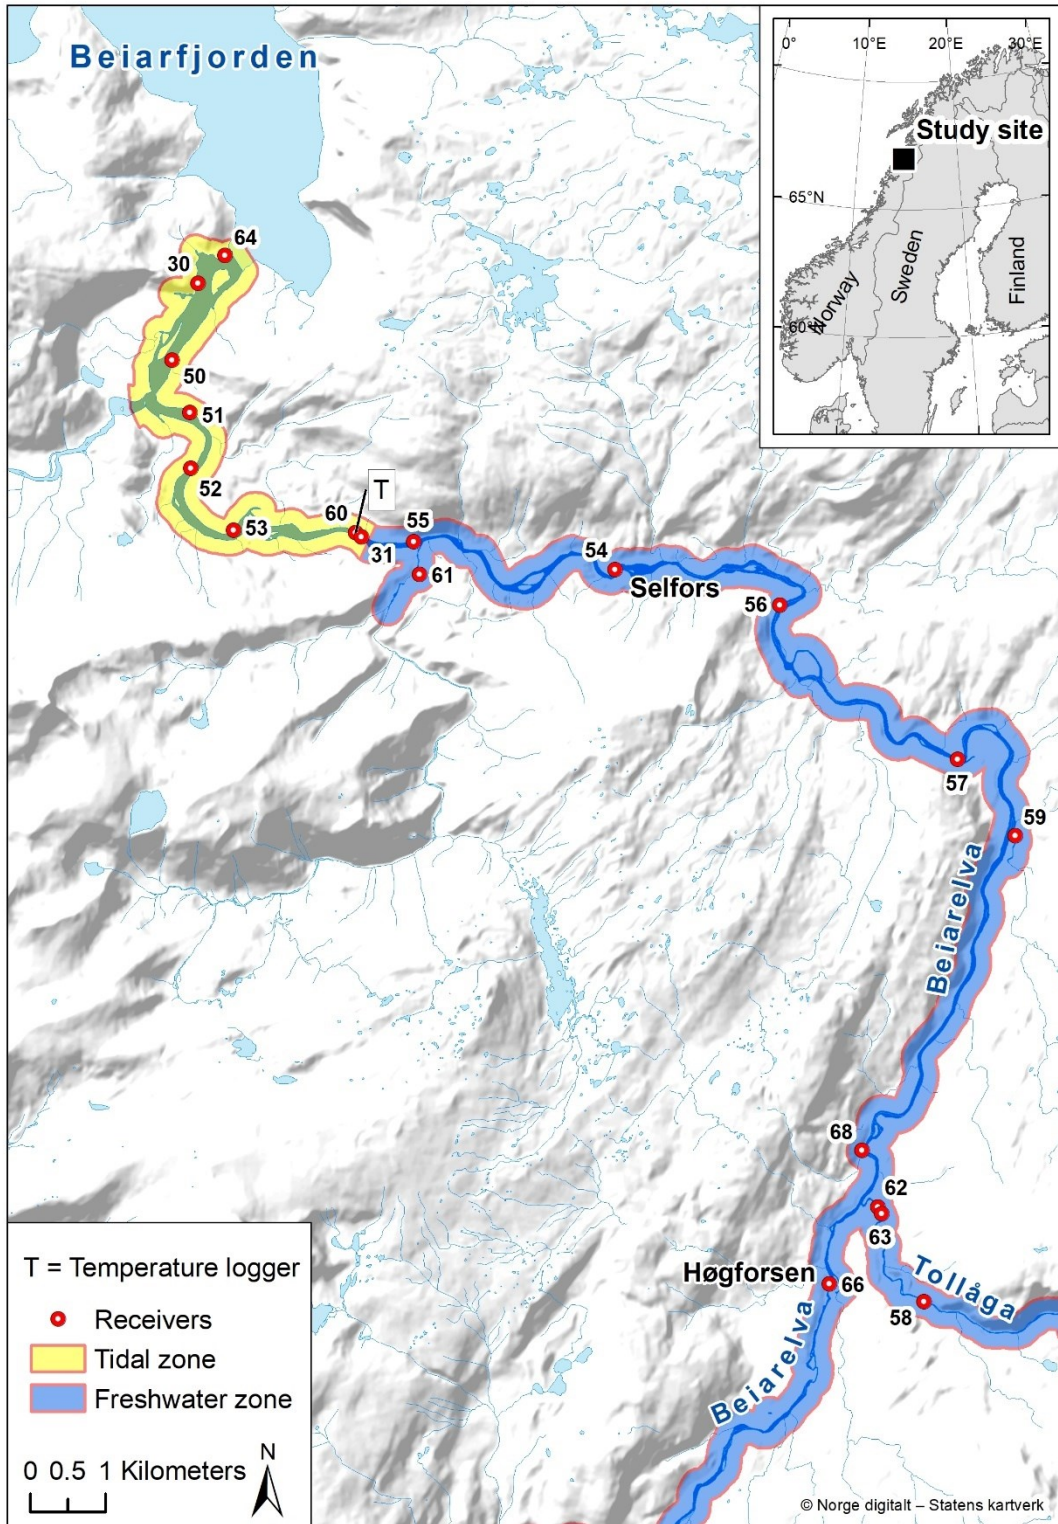 Beiarfjorden
0°
10°E
20°E
30°E
Study site
65°N
60°N
Norway
Sweden
Finland
64
30
50
51
52
53
60
T
31
55
61
54
Selfors
56
57
59
Beiarelva
68
62
63
Høgforsen
66
58
Tollåga
Beiarelva
T = Temperature logger
Receivers
Tidal zone
Freshwater zone
0 0.5 1 Kilometers
N
© Norge digitalt – Statens kartverk